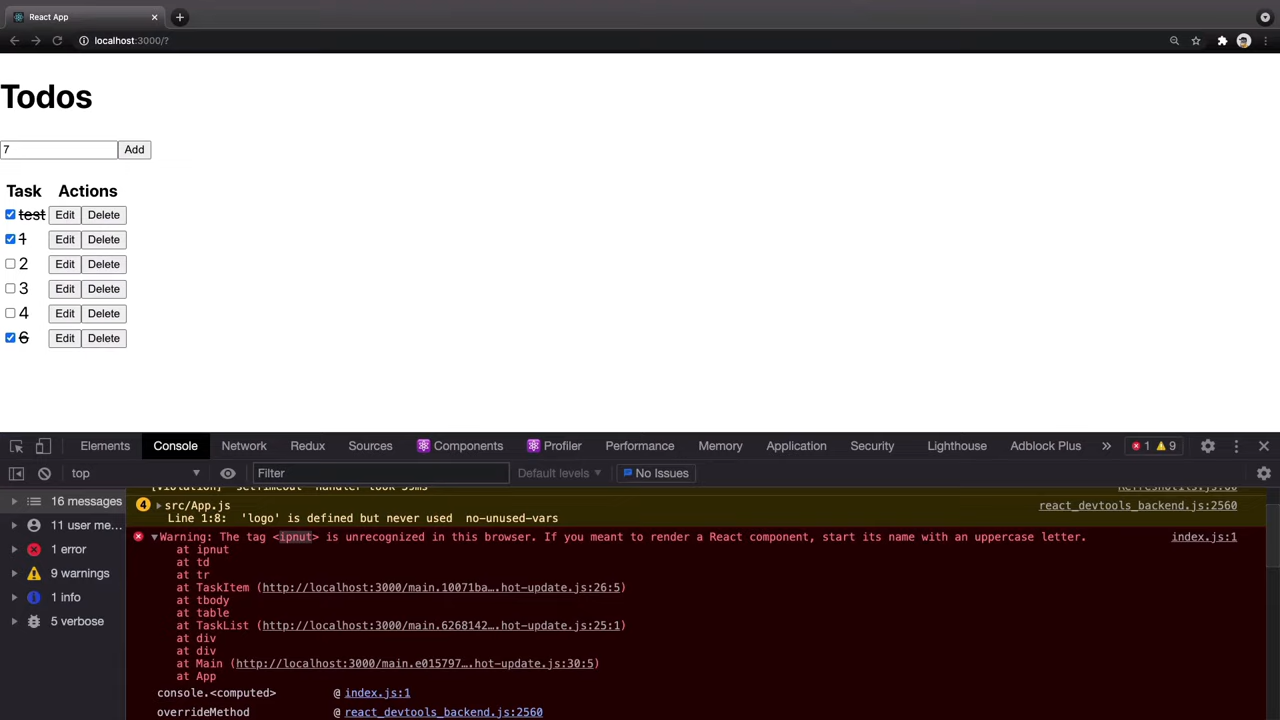 React App
localhost:3000/?
Todos
7 Add
Task Actions
test Edit Delete
1 Edit Delete
2 Edit Delete
3 Edit Delete
4 Edit Delete
6 Edit Delete
Elements Console Network Redux Sources Components Profiler Performance Memory Application Security Lighthouse Adblock Plus » 1 9
top Filter Default levels No Issues
16 messages
11 user me...
1 error
9 warnings
1 info
5 verbose
4 src/App.js react_devtools_backend.js:2560
Line 1:8: 'logo' is defined but never used no-unused-vars
Warning: The tag <ipnut> is unrecognized in this browser. If you meant to render a React component, start its name with an uppercase letter. index.js:1
at ipnut
at td
at tr
at TaskItem (http://localhost:3000/main.10071ba….hot-update.js:26:5)
at tbody
at table
at TaskList (http://localhost:3000/main.6268142….hot-update.js:25:1)
at div
at div
at Main (http://localhost:3000/main.e015797….hot-update.js:30:5)
at App
console.<computed> @ index.js:1
overrideMethod @ react_devtools_backend.js:2560